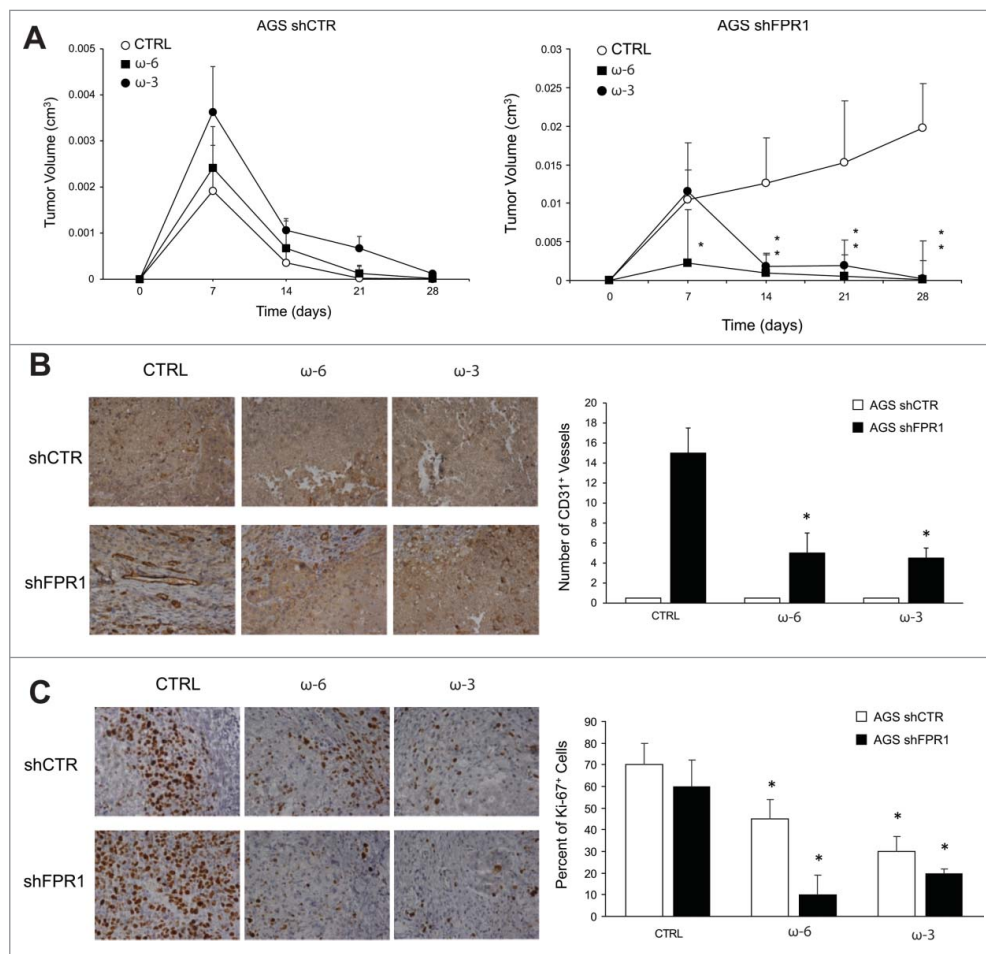 A
AGS shCTR
CTRL
ω-6
ω-3
Tumor Volume (cm³)
0.005
0.004
0.003
0.002
0.001
0
0 7 14 21 28
Time (days)
AGS shFPR1
CTRL
ω-6
ω-3
Tumor Volume (cm³)
0.03
0.025
0.02
0.015
0.01
0.005
0
*
* *
* *
* *
0 7 14 21 28
Time (days)
B
CTRL ω-6 ω-3
shCTR
shFPR1
AGS shCTR
AGS shFPR1
Number of CD31⁺ Vessels
20
18
16
14
12
10
8
6
4
2
0
* *
CTRL ω-6 ω-3
C
CTRL ω-6 ω-3
shCTR
shFPR1
AGS shCTR
AGS shFPR1
Percent of Ki-67⁺ Cells
90
80
70
60
50
40
30
20
10
0
* * * *
CTRL ω-6 ω-3